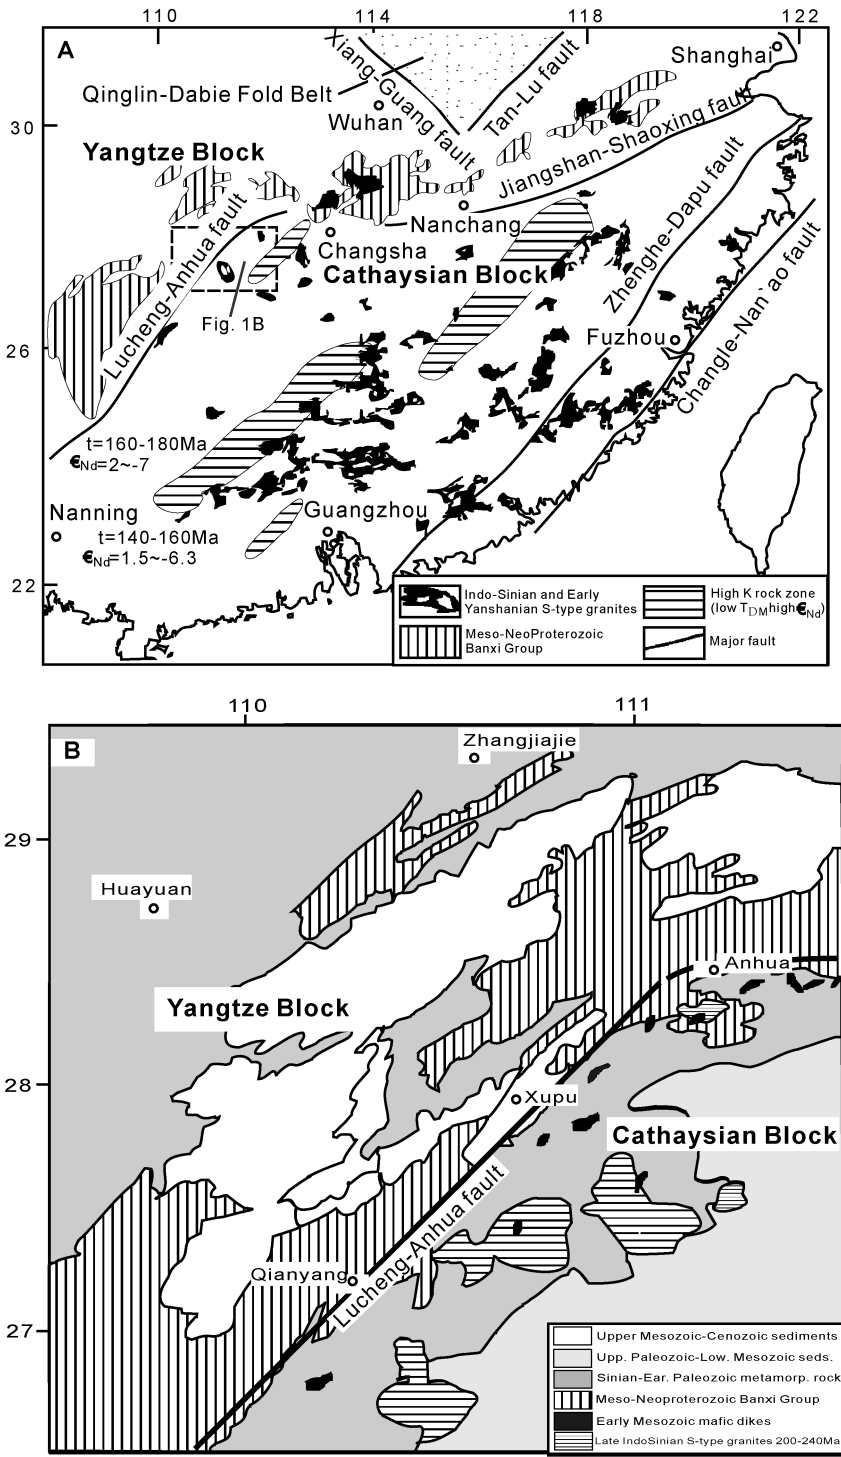 110 114 118 122
A
Xiang-Guang fault
Tan-Lu fault
Shanghai
Qinglin-Dabie Fold Belt
Wuhan
30
Jiangshan-Shaoxing fault
Yangtze Block
Zhenghe-Dapu fault
Lucheng-Anhua fault
Nanchang
Changsha
Cathaysian Block
Changle-Nan`ao fault
Fig. 1B
Fuzhou
26
t=160-180Ma
€Nd=2~-7
Nanning
Guangzhou
t=140-160Ma
€Nd=1.5~-6.3
22
Indo-Sinian and Early
Yanshanian S-type granites
High K rock zone
(low TDM high€Nd)
Meso-NeoProterozoic
Banxi Group
Major fault
110 111
B
Zhangjiajie
29
Huayuan
Anhua
Yangtze Block
28
Xupu
Cathaysian Block
Lucheng-Anhua fault
Qianyang
27
Upper Mesozoic-Cenozoic sediments
Upp. Paleozoic-Low. Mesozoic seds.
Sinian-Ear. Paleozoic metamorp. rock
Meso-Neoproterozoic Banxi Group
Early Mesozoic mafic dikes
Late IndoSinian S-type granites 200-240Ma